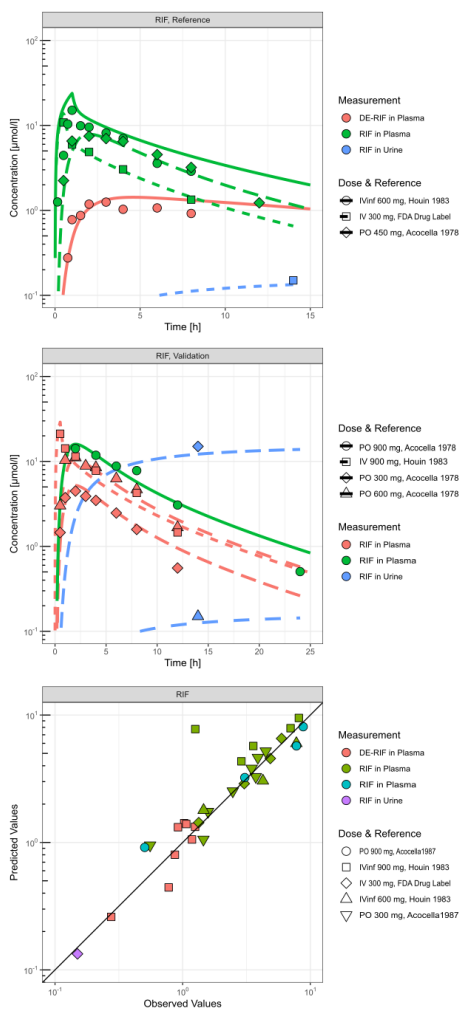 RIF, Reference
Concentration [μmol/l]
10²
10¹
10⁰
10⁻¹
0
5
10
15
Time [h]
Measurement
DE-RIF in Plasma
RIF in Plasma
RIF in Urine
Dose & Reference
IVinf 600 mg, Houin 1983
IV 300 mg, FDA Drug Label
PO 450 mg, Acocella 1978
RIF, Validation
Concentration [μmol/l]
10²
10¹
10⁰
10⁻¹
0
5
10
15
20
25
Time [h]
Dose & Reference
PO 900 mg, Acocella 1978
IV 900 mg, Houin 1983
PO 300 mg, Acocella 1978
PO 600 mg, Acocella 1978
Measurement
RIF in Plasma
RIF in Plasma
RIF in Urine
RIF
Predicted Values
10¹
10⁰
10⁻¹
10⁻¹
10⁰
10¹
Observed Values
Measurement
DE-RIF in Plasma
RIF in Plasma
RIF in Plasma
RIF in Urine
Dose & Reference
PO 900 mg, Acocella1987
IVinf 900 mg, Houin 1983
IV 300 mg, FDA Drug Label
IVinf 600 mg, Houin 1983
PO 300 mg, Acocella1987